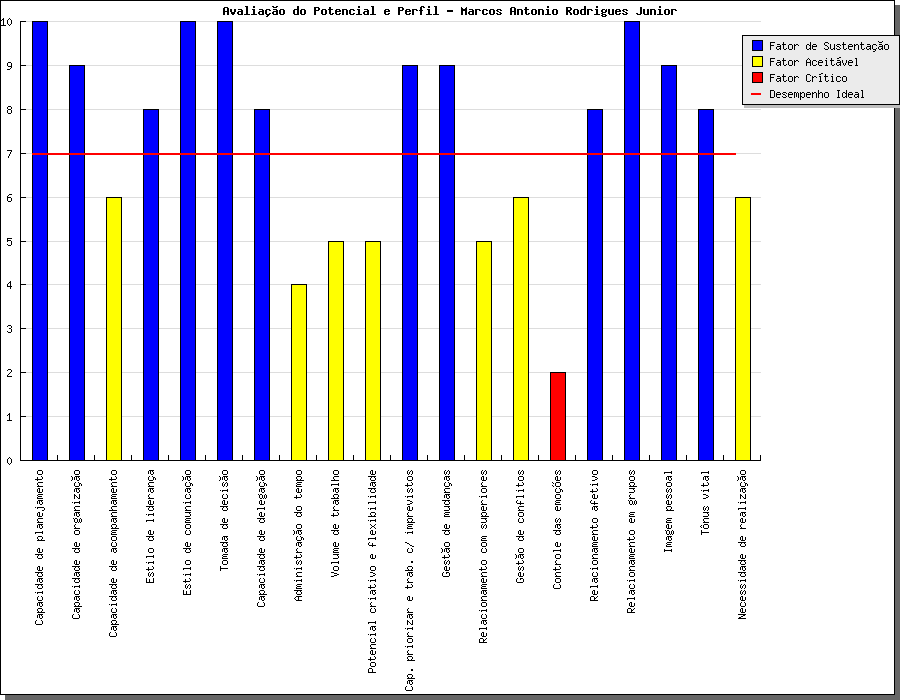 Avaliação do Potencial e Perfil - Marcos Antonio Rodrigues Junior
Fator de Sustentação
Fator Aceitável
Fator Crítico
Desempenho Ideal
10
9
8
7
6
5
4
3
2
1
0
Capacidade de planejamento
Capacidade de organização
Capacidade de acompanhamento
Estilo de liderança
Estilo de comunicação
Tomada de decisão
Capacidade de delegação
Administração do tempo
Volume de trabalho
Potencial criativo e flexibilidade
Cap. priorizar e trab. c/ imprevistos
Gestão de mudanças
Relacionamento com superiores
Gestão de conflitos
Controle das emoções
Relacionamento afetivo
Relacionamento em grupos
Imagem pessoal
Tônus vital
Necessidade de realização